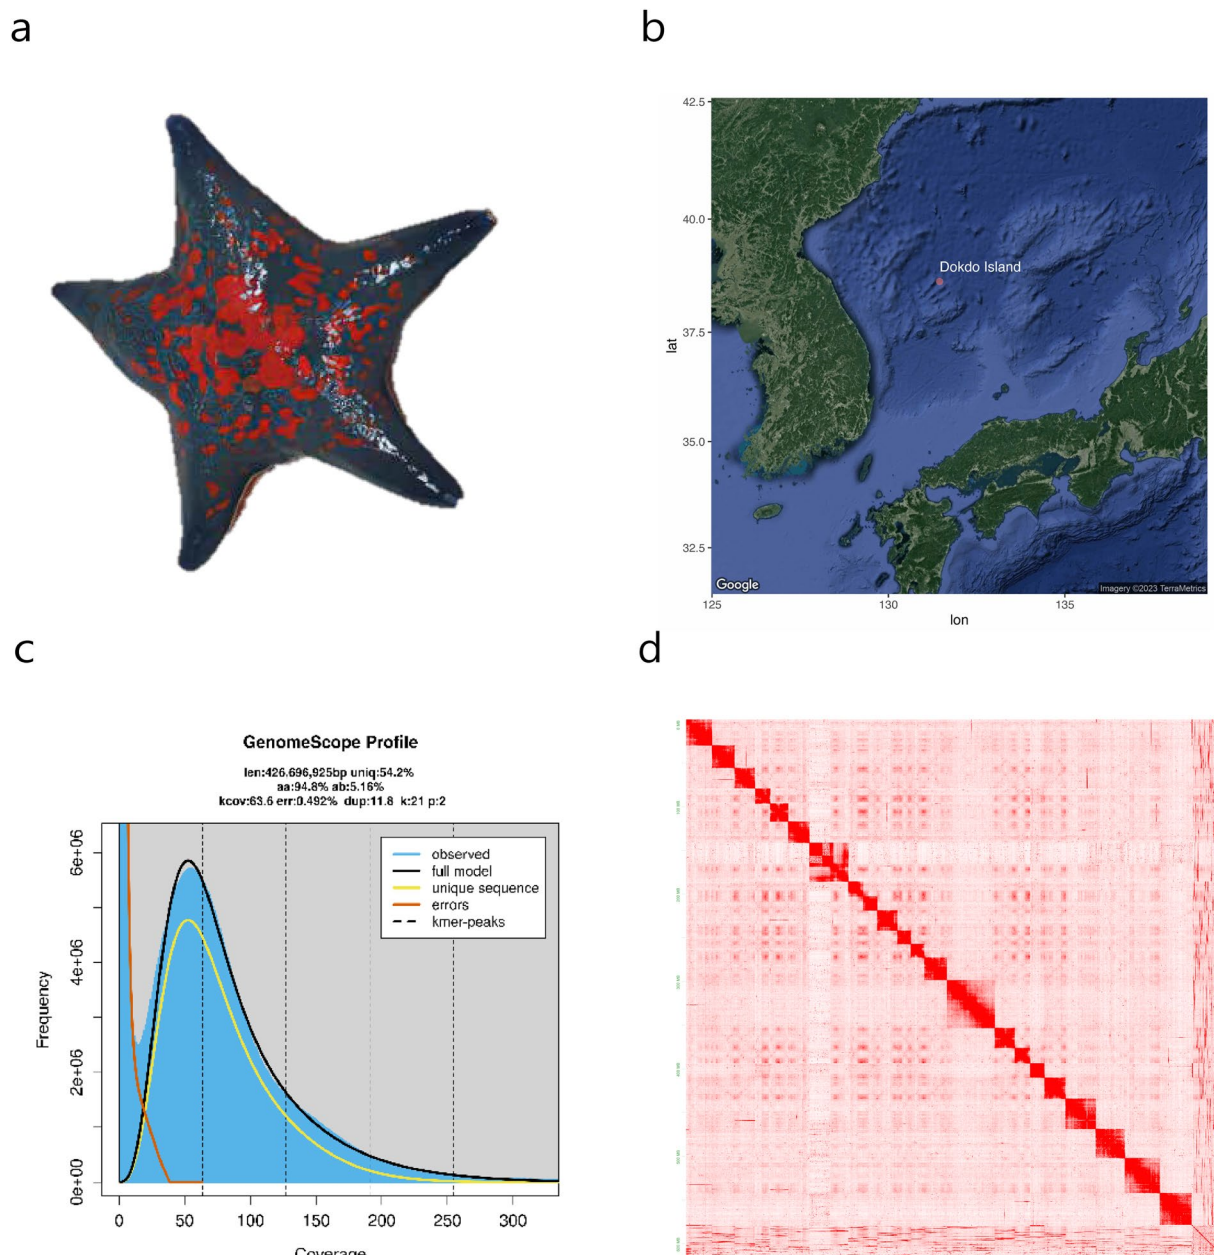 a
b
42.5
40.0
37.5
35.0
32.5
lat
Dokdo Island
Google
Imagery ©2023 TerraMetrics
125
130
135
lon
c
d
GenomeScope Profile
len:426,696,925bp uniq:54.2%
aa:94.8% ab:5.16%
kcov:63.6 err:0.492% dup:11.8 k:21 p:2
observed
full model
unique sequence
errors
kmer-peaks
Frequency
6e+06
4e+06
2e+06
0e+00
0
50
100
150
200
250
300
Coverage